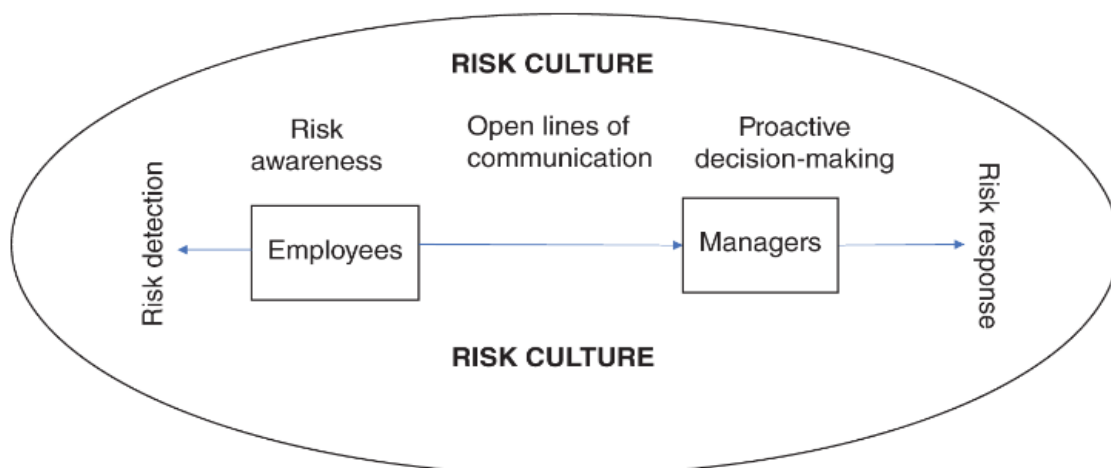 RISK CULTURE
Risk
awareness
Open lines of
communication
Proactive
decision-making
Risk detection
Employees
Managers
Risk response
RISK CULTURE